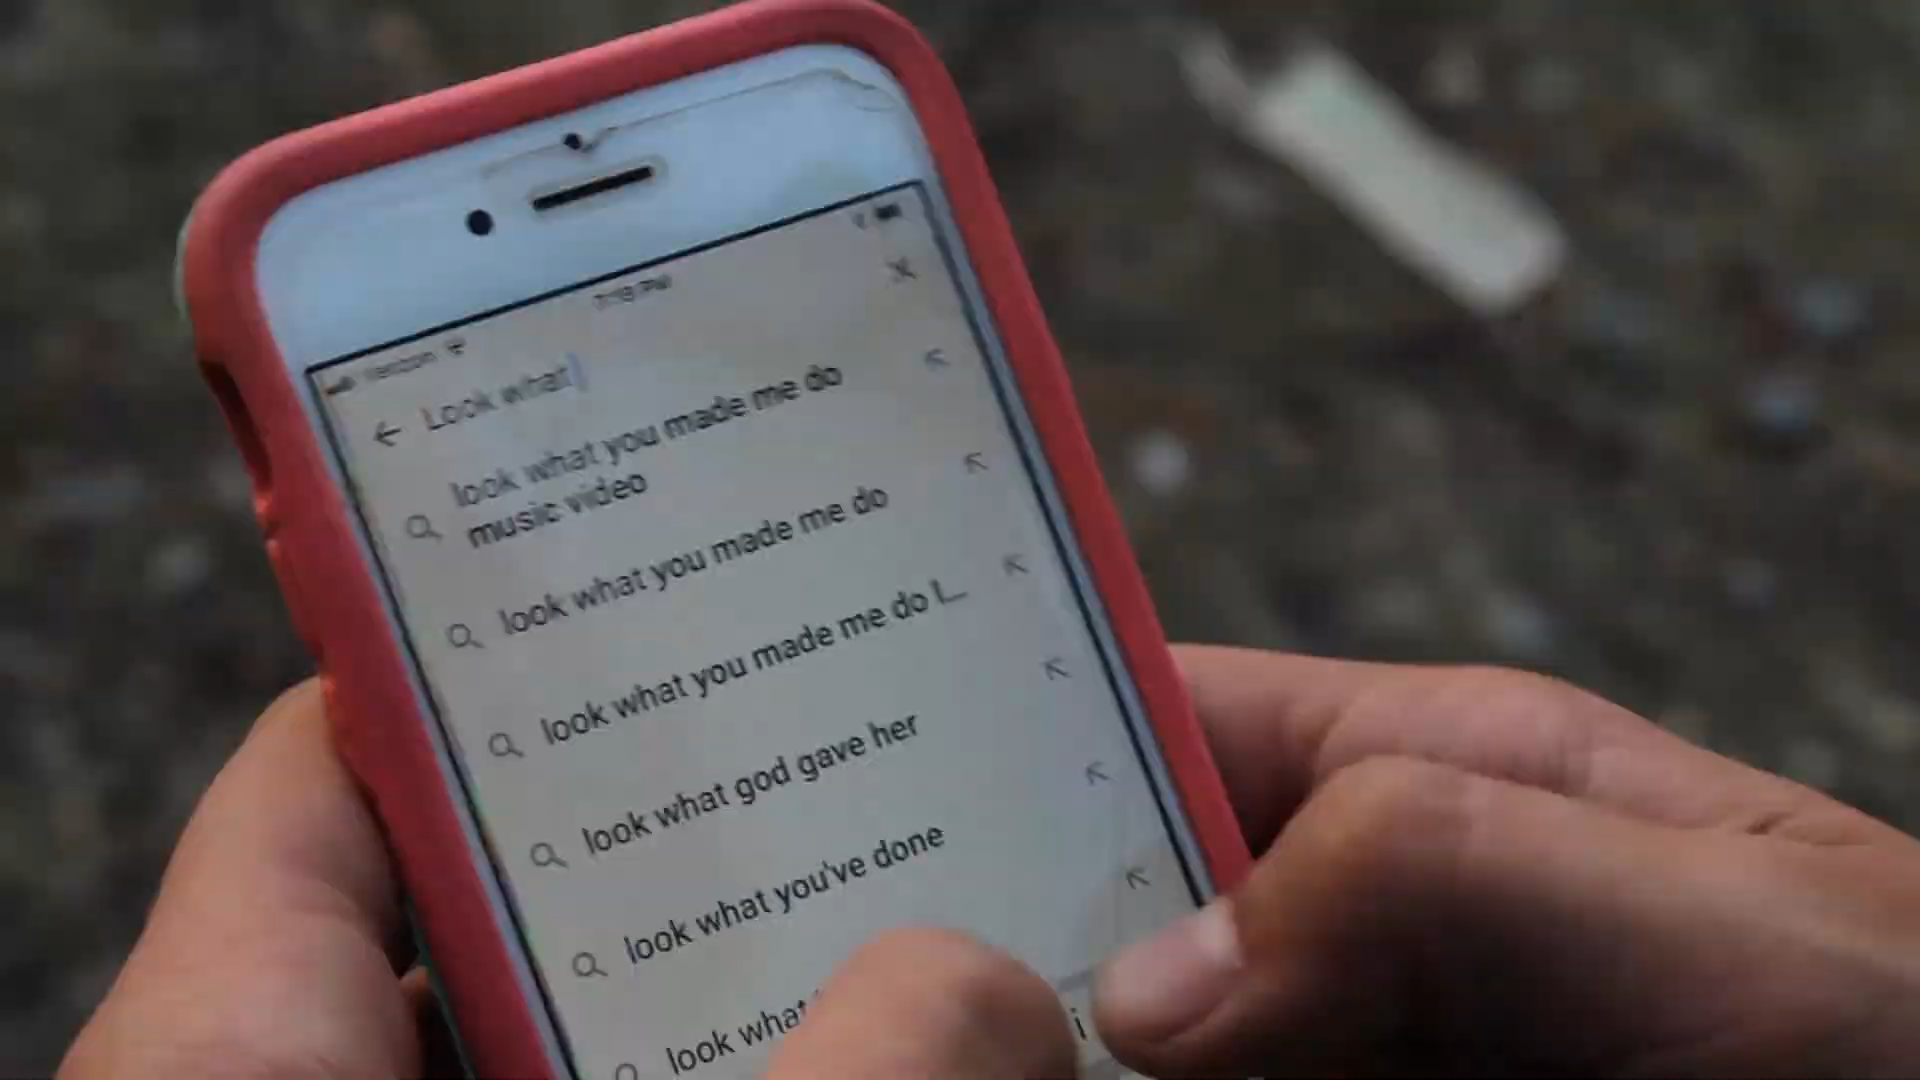 verizon
Look what
look what you made me do
music video
look what you made me do
look what you made me do l...
look what god gave her
look what you've done
look what
i